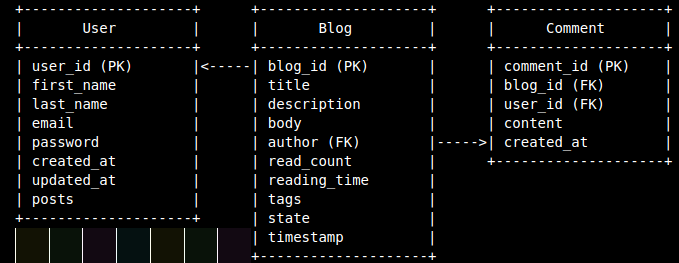 +--------------------+      +--------------------+      +--------------------+
|       User         |      |       Blog         |      |      Comment       |
+--------------------+      +--------------------+      +--------------------+
| user_id (PK)       |<-----| blog_id (PK)       |      | comment_id (PK)    |
| first_name         |      | title              |      | blog_id (FK)       |
| last_name          |      | description        |      | user_id (FK)       |
| email              |      | body               |      | content            |
| password           |      | author (FK)        |----->| created_at         |
| created_at         |      | read_count         |      +--------------------+
| updated_at         |      | reading_time       |
| posts              |      | tags               |
+--------------------+      | state              |
                            | timestamp          |
                            +--------------------+